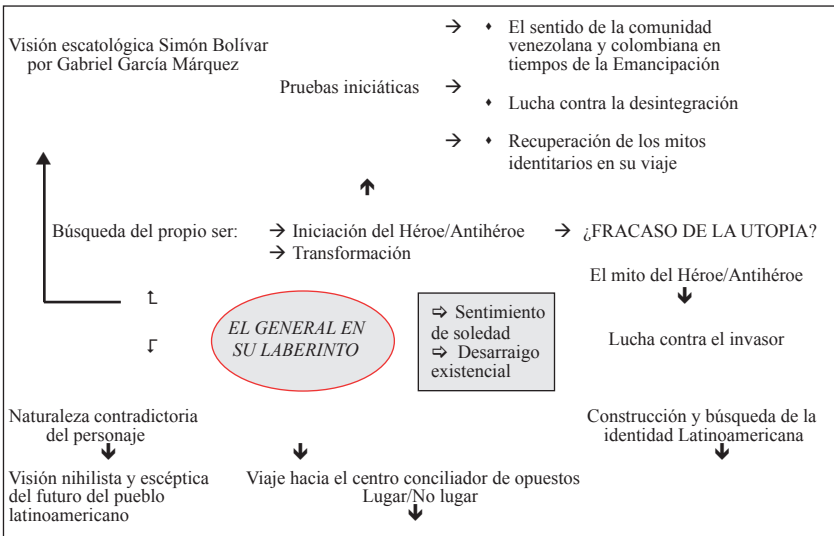 Visión escatológica Simón Bolívar
por Gabriel García Márquez
Pruebas iniciáticas
→ ♦ El sentido de la comunidad
venezolana y colombiana en
tiempos de la Emancipación
→ ♦ Lucha contra la desintegración
→ ♦ Recuperación de los mitos
identitarios en su viaje
Búsqueda del propio ser:
→ Iniciación del Héroe/Antihéroe
→ Transformación
→ ¿FRACASO DE LA UTOPIA?
El mito del Héroe/Antihéroe
Lucha contra el invasor
EL GENERAL EN
SU LABERINTO
⇨ Sentimiento
de soledad
⇨ Desarraigo
existencial
Naturaleza contradictoria
del personaje
Construcción y búsqueda de la
identidad Latinoamericana
Visión nihilista y escéptica
del futuro del pueblo
latinoamericano
Viaje hacia el centro conciliador de opuestos
Lugar/No lugar